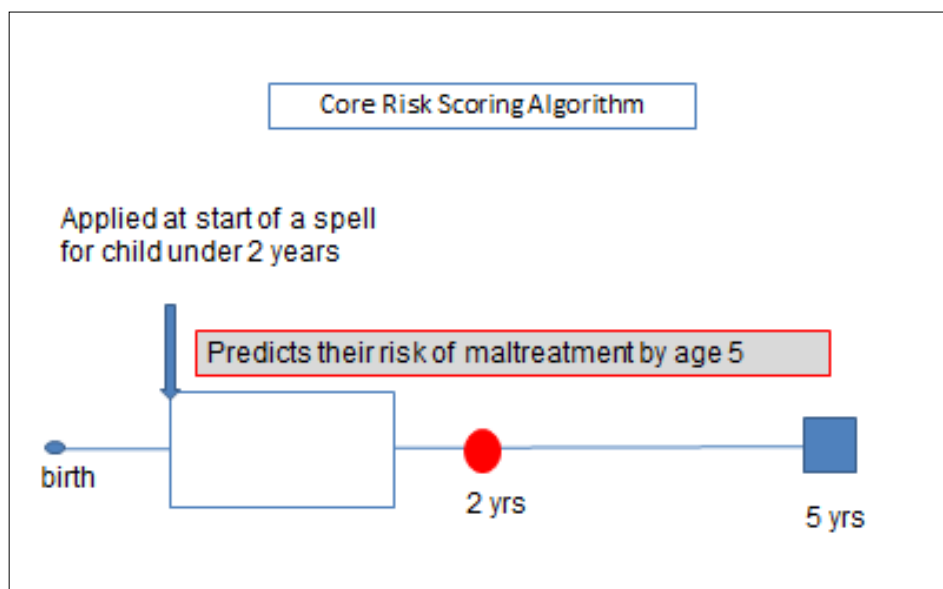 Core Risk Scoring Algorithm
Applied at start of a spell
for child under 2 years
Predicts their risk of maltreatment by age 5
birth
2 yrs
5 yrs